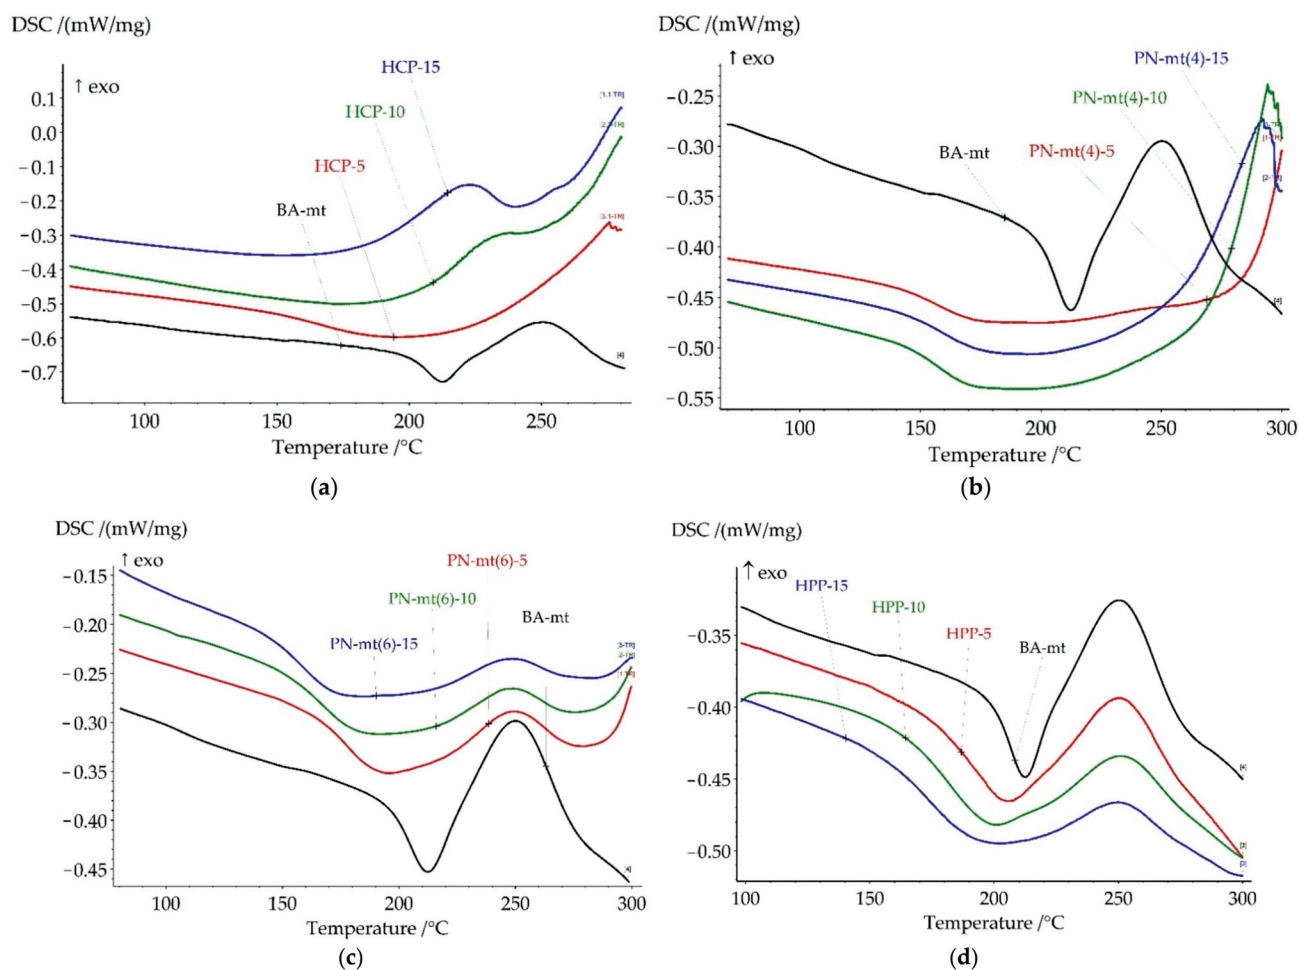 DSC /(mW/mg)
↑ exo
HCP-15
HCP-10
HCP-5
BA-mt
0.1
0.0
−0.1
−0.2
−0.3
−0.4
−0.5
−0.6
−0.7
[4]
100
150
200
250
Temperature /°C
(a)
DSC /(mW/mg)
↑ exo
PN-mt(4)-15
PN-mt(4)-10
BA-mt
PN-mt(4)-5
−0.25
−0.30
−0.35
−0.40
−0.45
−0.50
−0.55
[4]
100
150
200
250
300
Temperature /°C
(b)
DSC /(mW/mg)
↑ exo
PN-mt(6)-5
PN-mt(6)-10
BA-mt
PN-mt(6)-15
−0.15
−0.20
−0.25
−0.30
−0.35
−0.40
−0.45
[4]
100
150
200
250
300
Temperature /°C
(c)
DSC /(mW/mg)
↑ exo
HPP-15
HPP-10
HPP-5
BA-mt
−0.35
−0.40
−0.45
−0.50
[4]
100
150
200
250
300
Temperature /°C
(d)